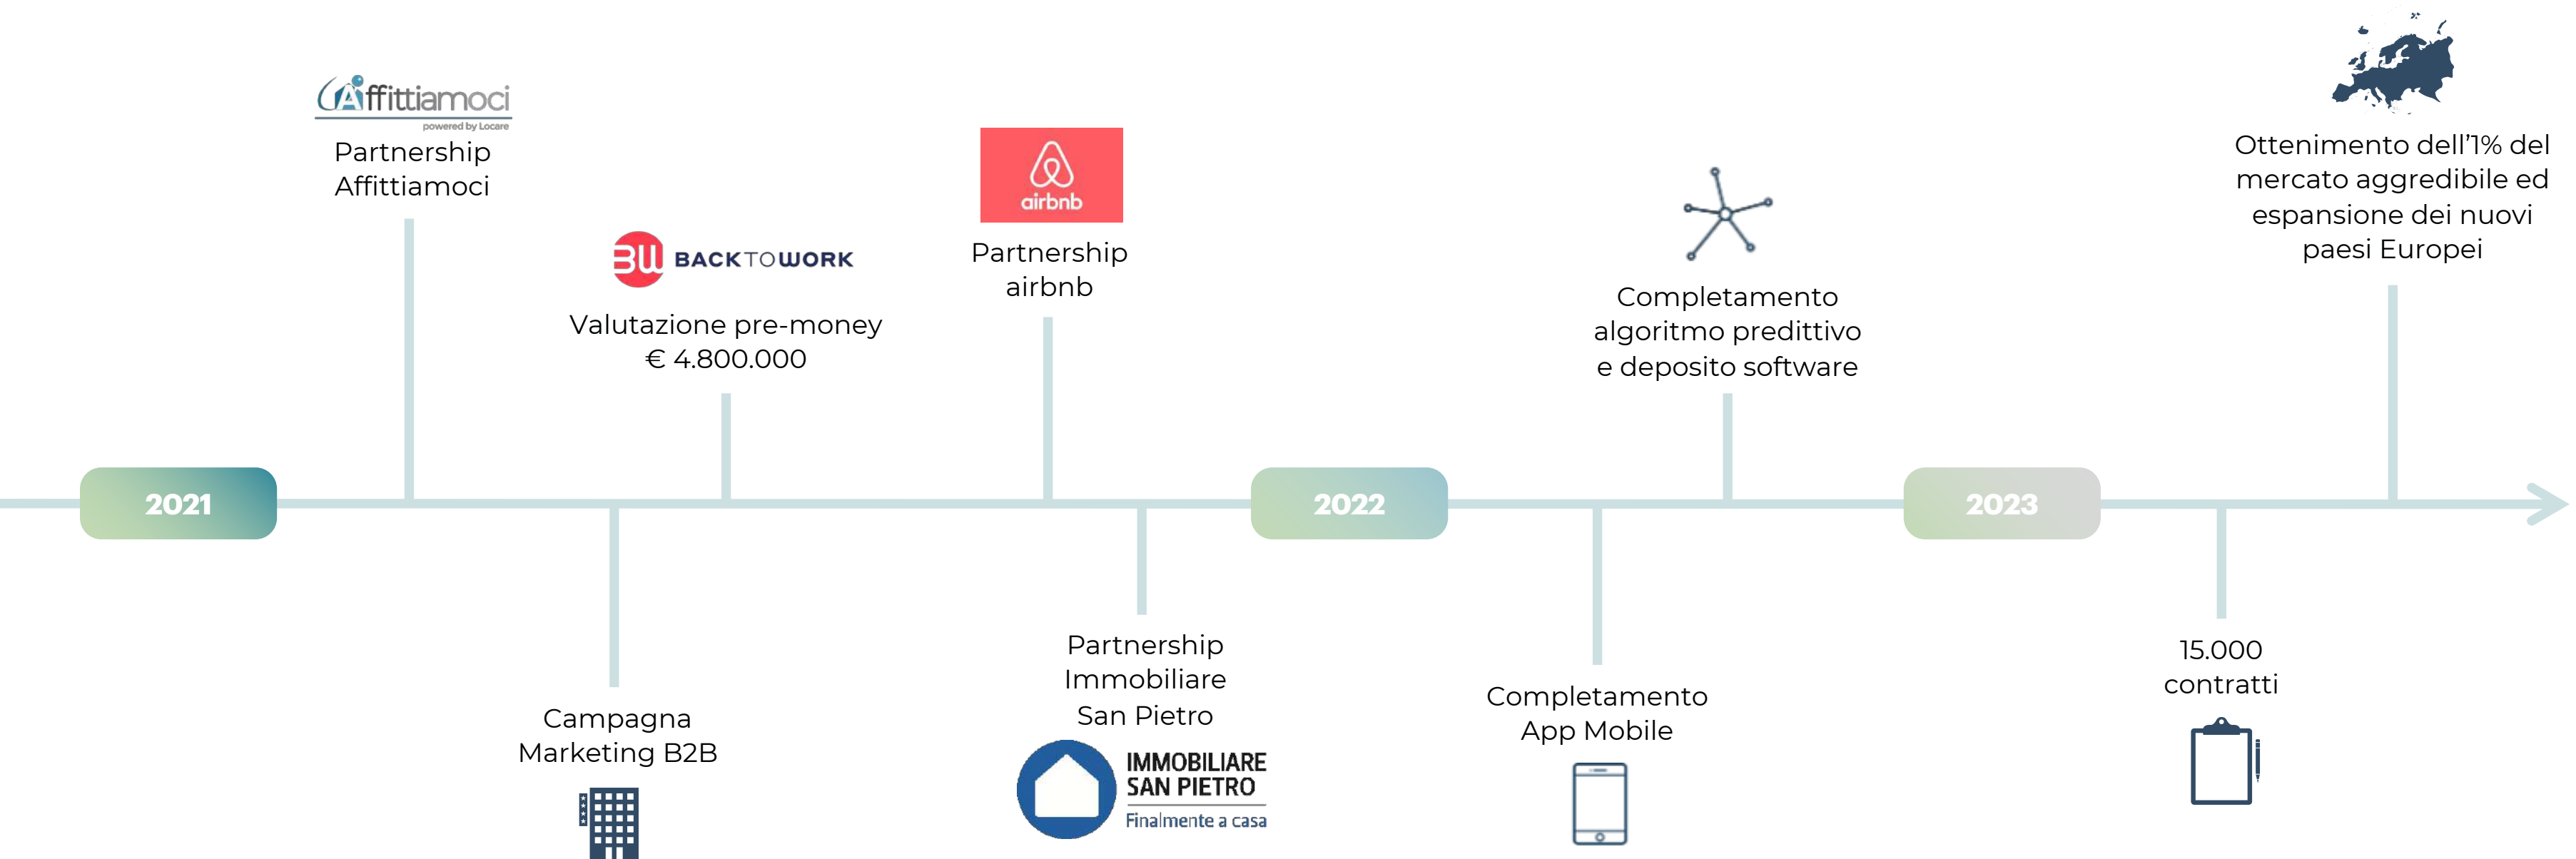 Affittiamoci
powered by Locare
Partnership
Affittiamoci
BW BACKTOWORK
Valutazione pre-money
€ 4.800.000
airbnb
Partnership
airbnb
Completamento
algoritmo predittivo
e deposito software
Ottenimento dell'1% del
mercato aggredibile ed
espansione dei nuovi
paesi Europei
2021
2022
2023
Campagna
Marketing B2B
Partnership
Immobiliare
San Pietro
IMMOBILIARE
SAN PIETRO
Finalmente a casa
Completamento
App Mobile
15.000
contratti